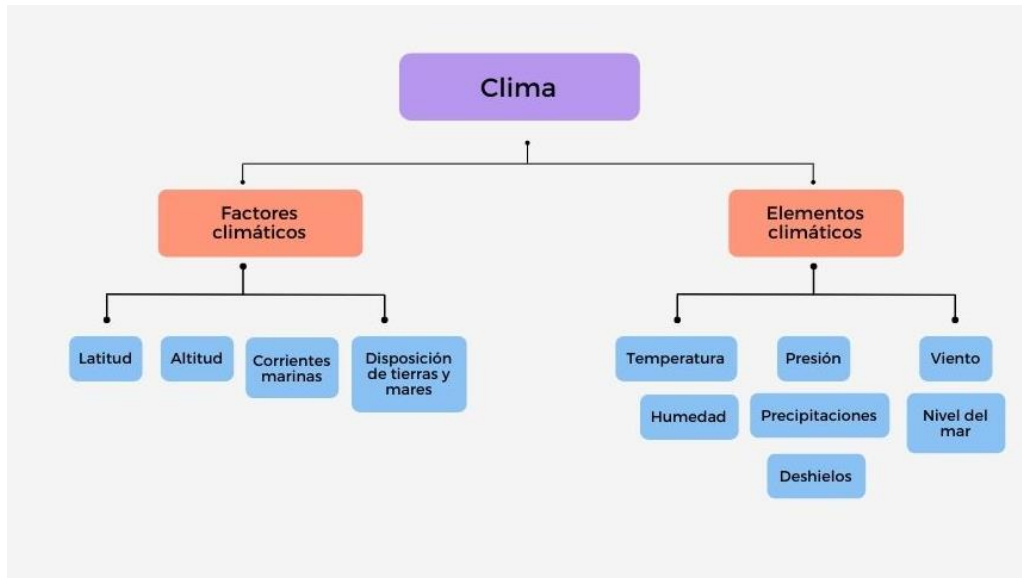 Clima
Factores
climáticos
Elementos
climáticos
Latitud
Altitud
Corrientes
marinas
Disposición
de tierras y
mares
Temperatura
Presión
Viento
Humedad
Precipitaciones
Nivel del
mar
Deshielos